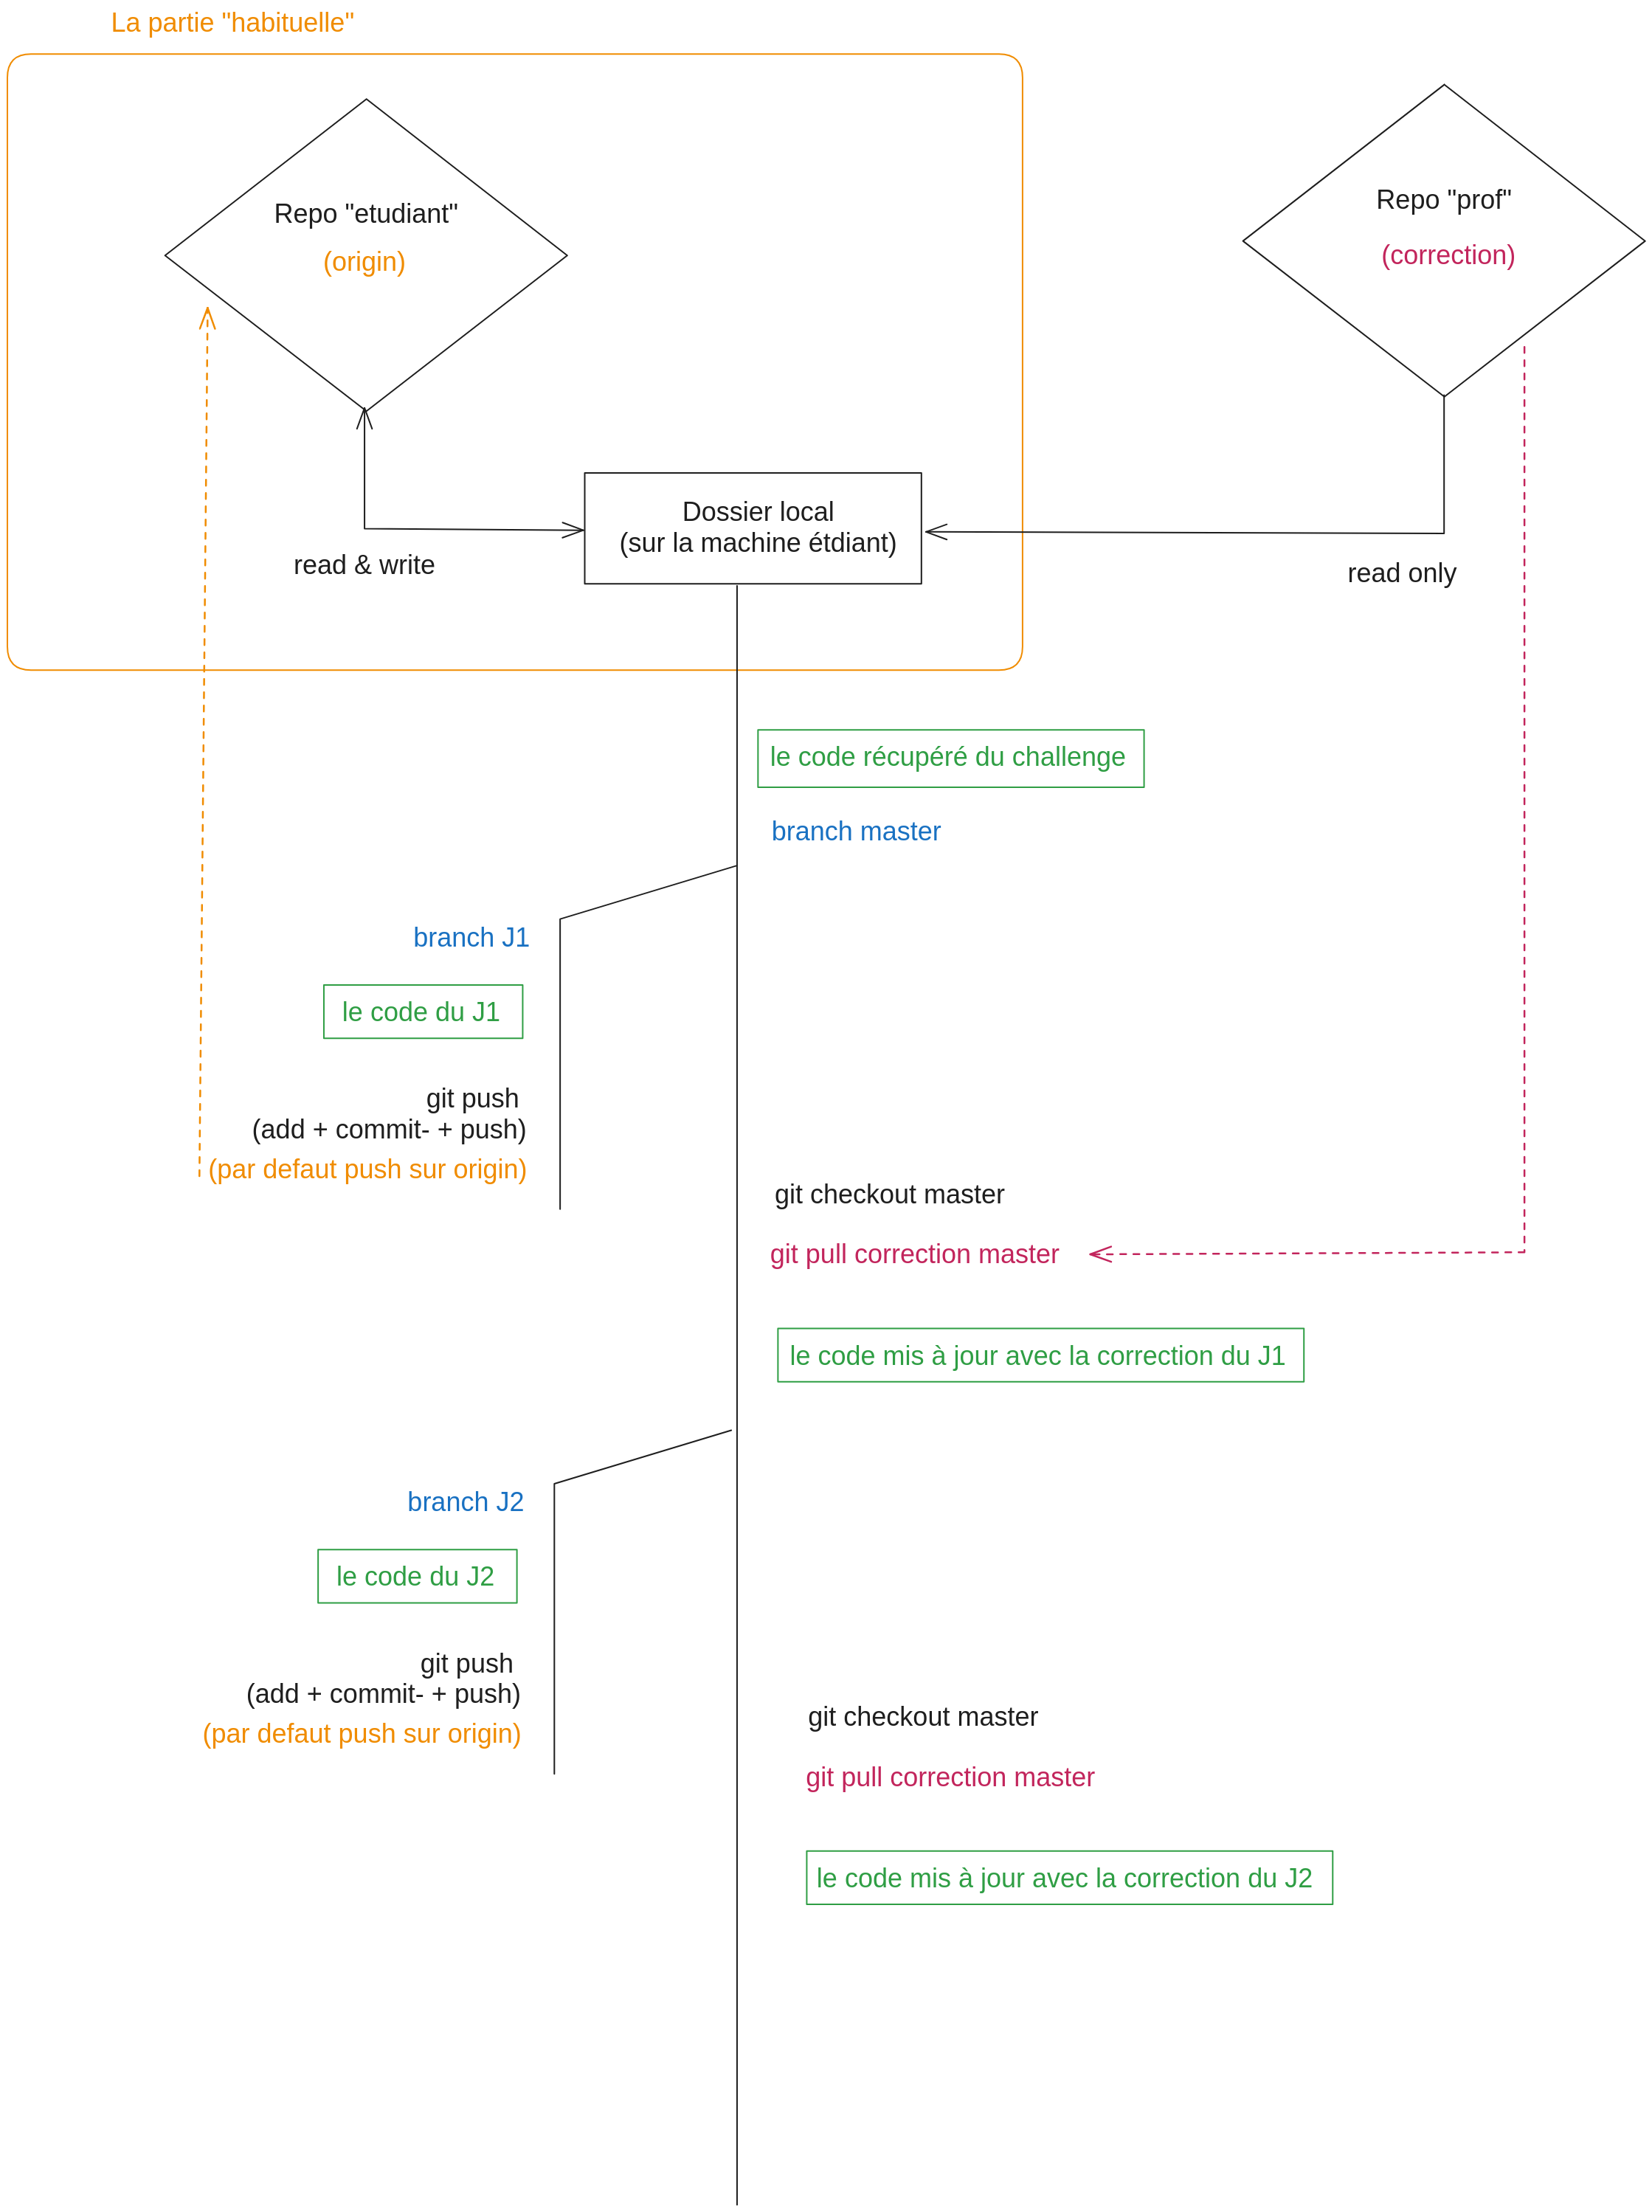 La partie "habituelle"
Repo "etudiant"
(origin)
Repo "prof"
(correction)
Dossier local
(sur la machine étdiant)
read & write
read only
le code récupéré du challenge
branch master
branch J1
le code du J1
git push
(add + commit- + push)
(par defaut push sur origin)
git checkout master
git pull correction master
le code mis à jour avec la correction du J1
branch J2
le code du J2
git push
(add + commit- + push)
(par defaut push sur origin)
git checkout master
git pull correction master
le code mis à jour avec la correction du J2